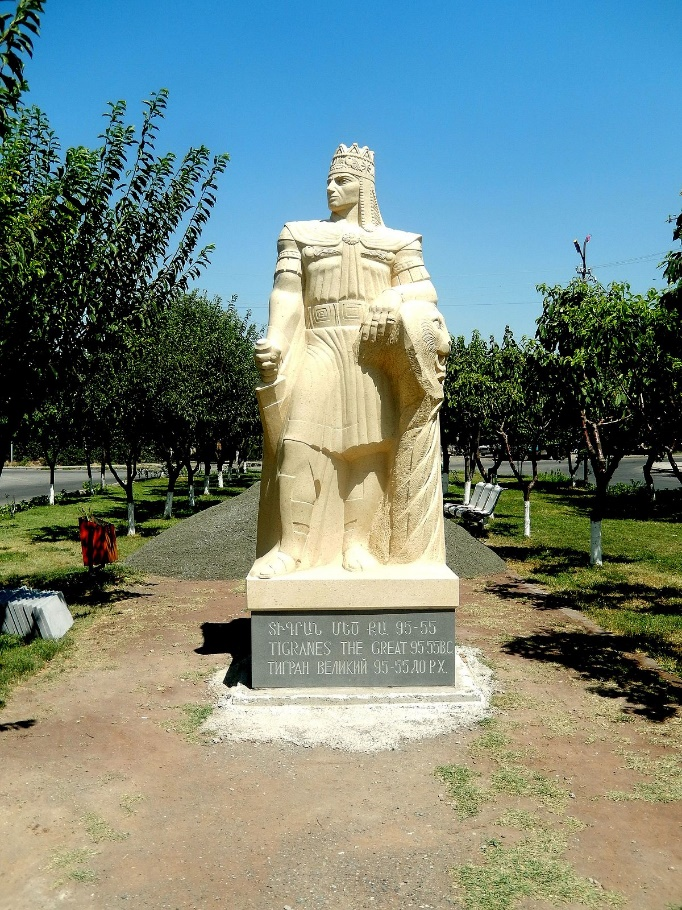 ՏԻԳՐԱՆ ՄԵԾ ՔԱ 95-55
TIGRANES THE GREAT 95-55BC
ТИГРАН ВЕЛИКИЙ 95-55 ДО Р.Х.